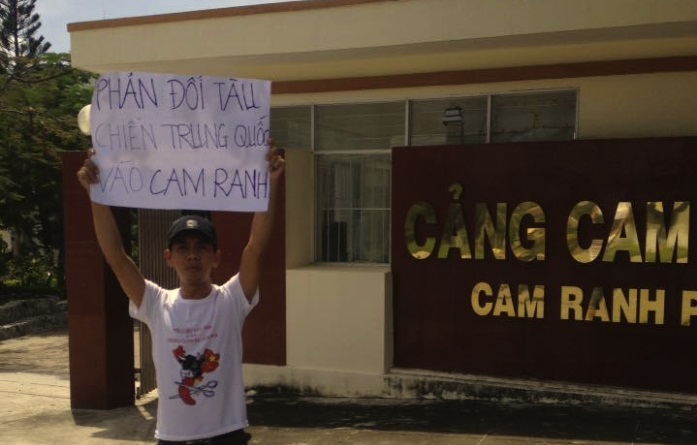 PHẢN ĐỐI TÀU
CHIẾN TRUNG QUỐC
VÀO CAM RANH
CẢNG CAM
CAM RANH P